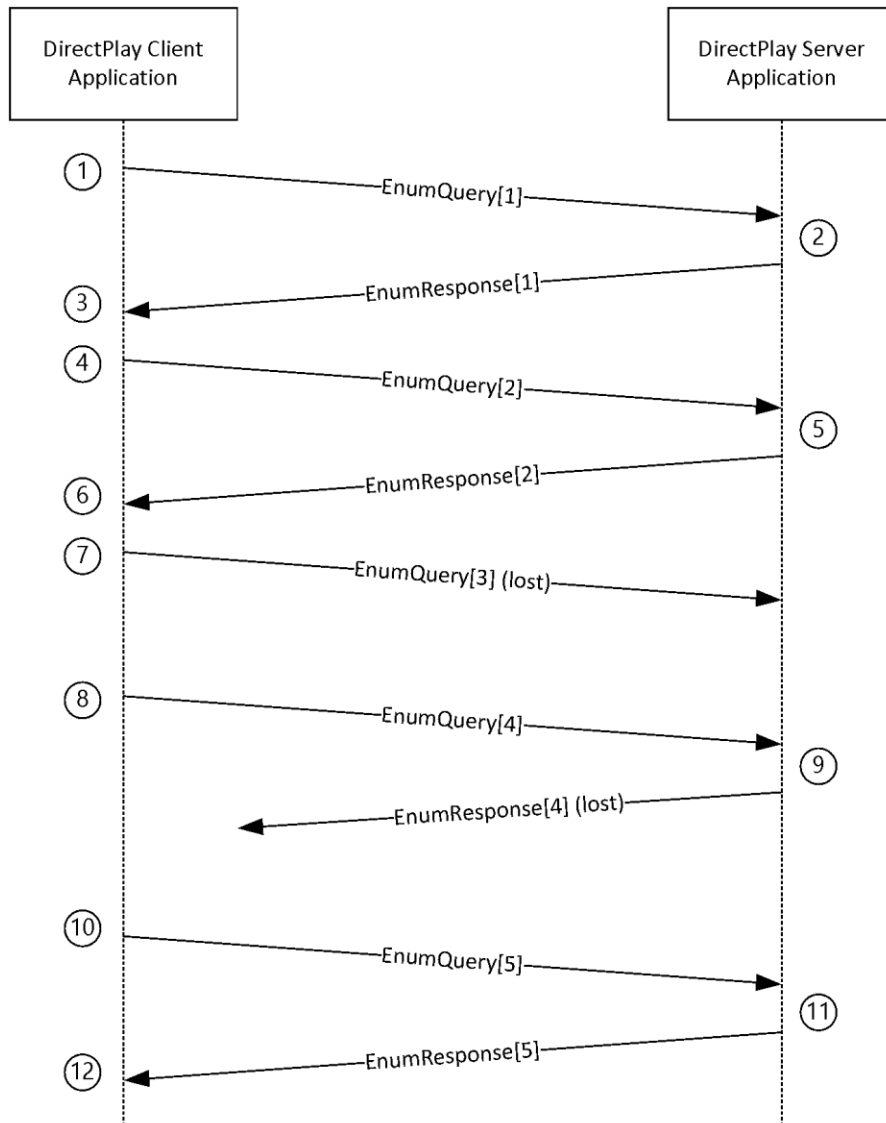 DirectPlay Client
Application
DirectPlay Server
Application
1
EnumQuery[1]
2
EnumResponse[1]
3
4
EnumQuery[2]
5
EnumResponse[2]
6
7
EnumQuery[3] (lost)
8
EnumQuery[4]
9
EnumResponse[4] (lost)
10
EnumQuery[5]
11
EnumResponse[5]
12